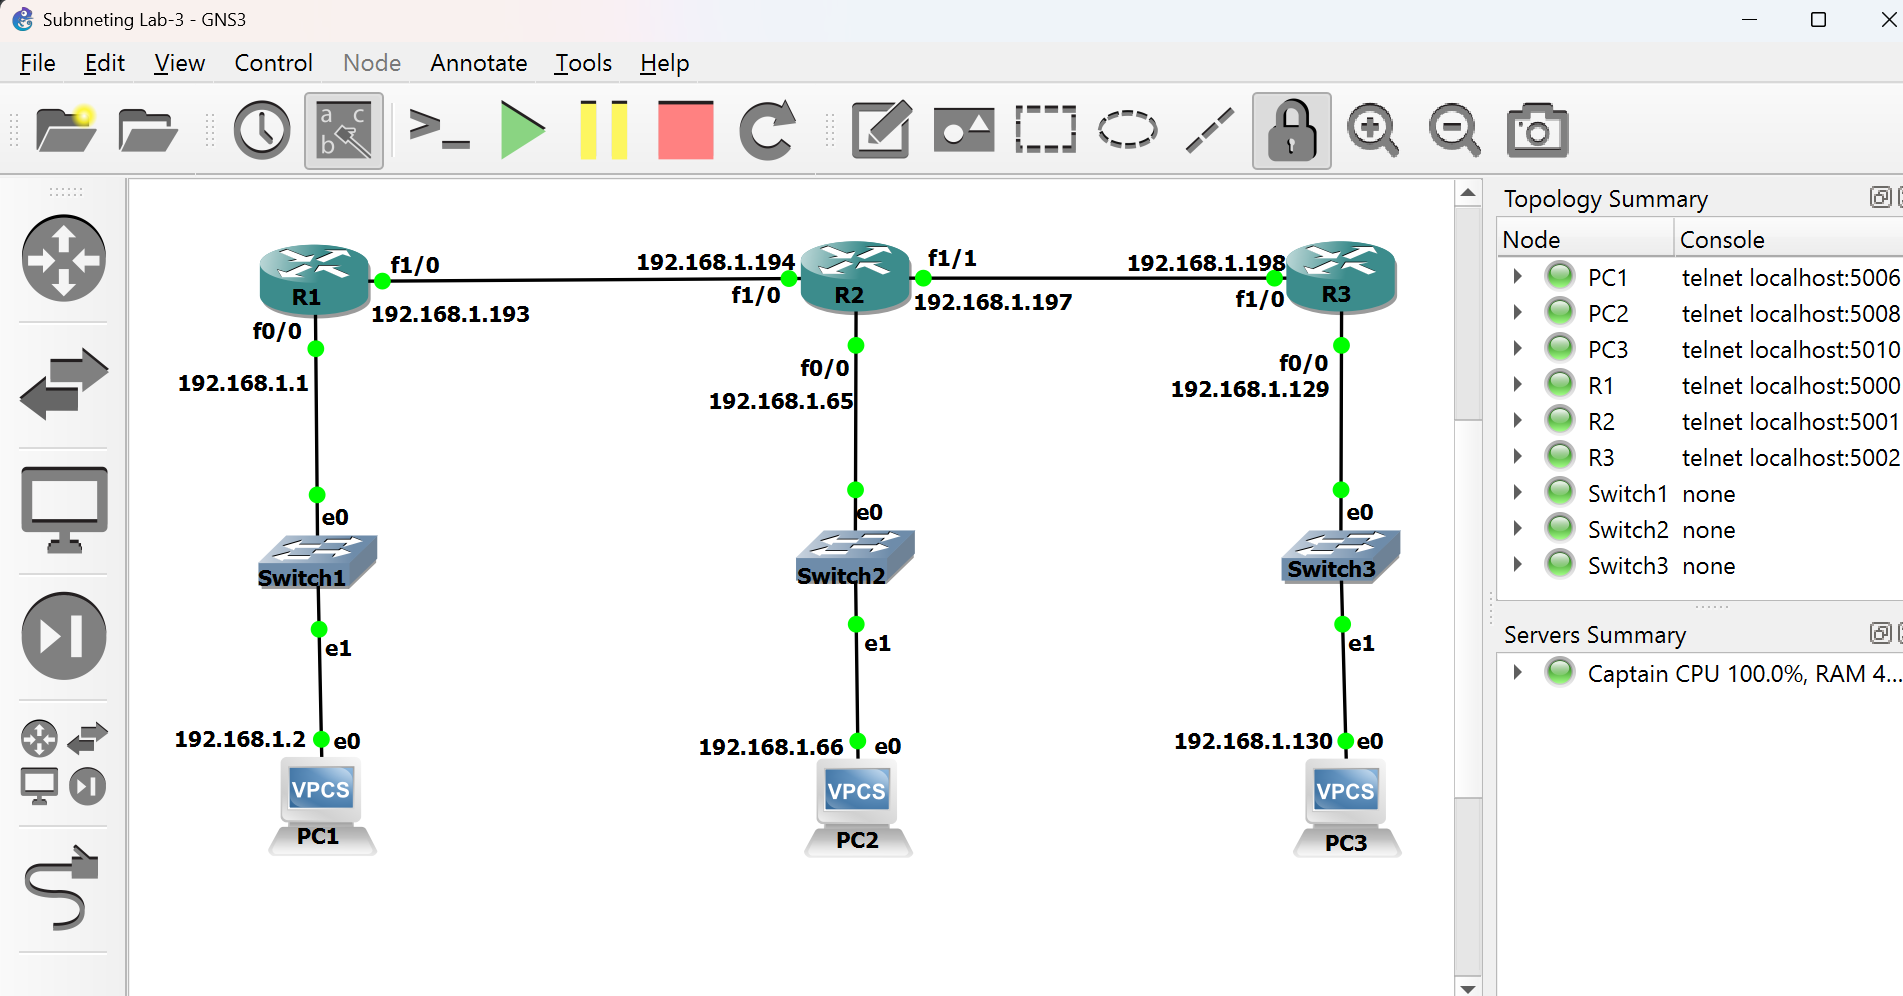 Subnneting Lab-3 - GNS3
File Edit View Control Node Annotate Tools Help
a c
b
Topology Summary
Node Console
PC1 telnet localhost:5006
PC2 telnet localhost:5008
PC3 telnet localhost:5010
R1 telnet localhost:5000
R2 telnet localhost:5001
R3 telnet localhost:5002
Switch1 none
Switch2 none
Switch3 none
Servers Summary
Captain CPU 100.0%, RAM 4...
f1/0
192.168.1.194
f1/1
192.168.1.198
R1
f1/0
R2
192.168.1.197
f1/0
R3
192.168.1.193
f0/0
192.168.1.1
f0/0
192.168.1.65
f0/0
192.168.1.129
e0
e0
e0
Switch1
Switch2
Switch3
e1
e1
e1
192.168.1.2 e0
192.168.1.66 e0
192.168.1.130 e0
VPCS
VPCS
VPCS
PC1
PC2
PC3